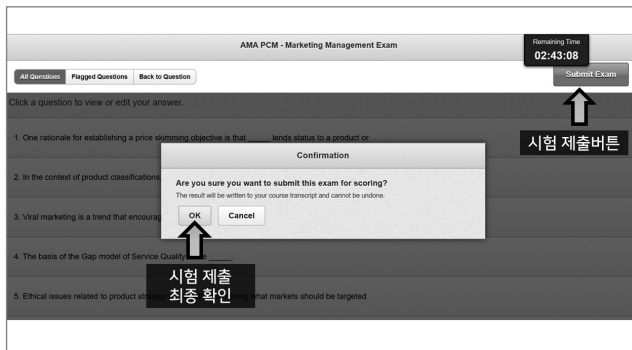 AMA PCM - Marketing Management Exam
Remaining Time
02:43:08
All Questions Flagged Questions Back to Question
Submit Exam
Click a question to view or edit your answer.
시험 제출버튼
1. One rationale for establishing a price skimming objective is that _____ lends status to a product or
Confirmation
2. In the context of product classifications,
Are you sure you want to submit this exam for scoring?
The result will be written to your course transcript and cannot be undone.
3. Viral marketing is a trend that encourag
OK Cancel
4. The basis of the Gap model of Service Quality _____.
시험 제출
최종 확인
5. Ethical issues related to product what markets should be targeted